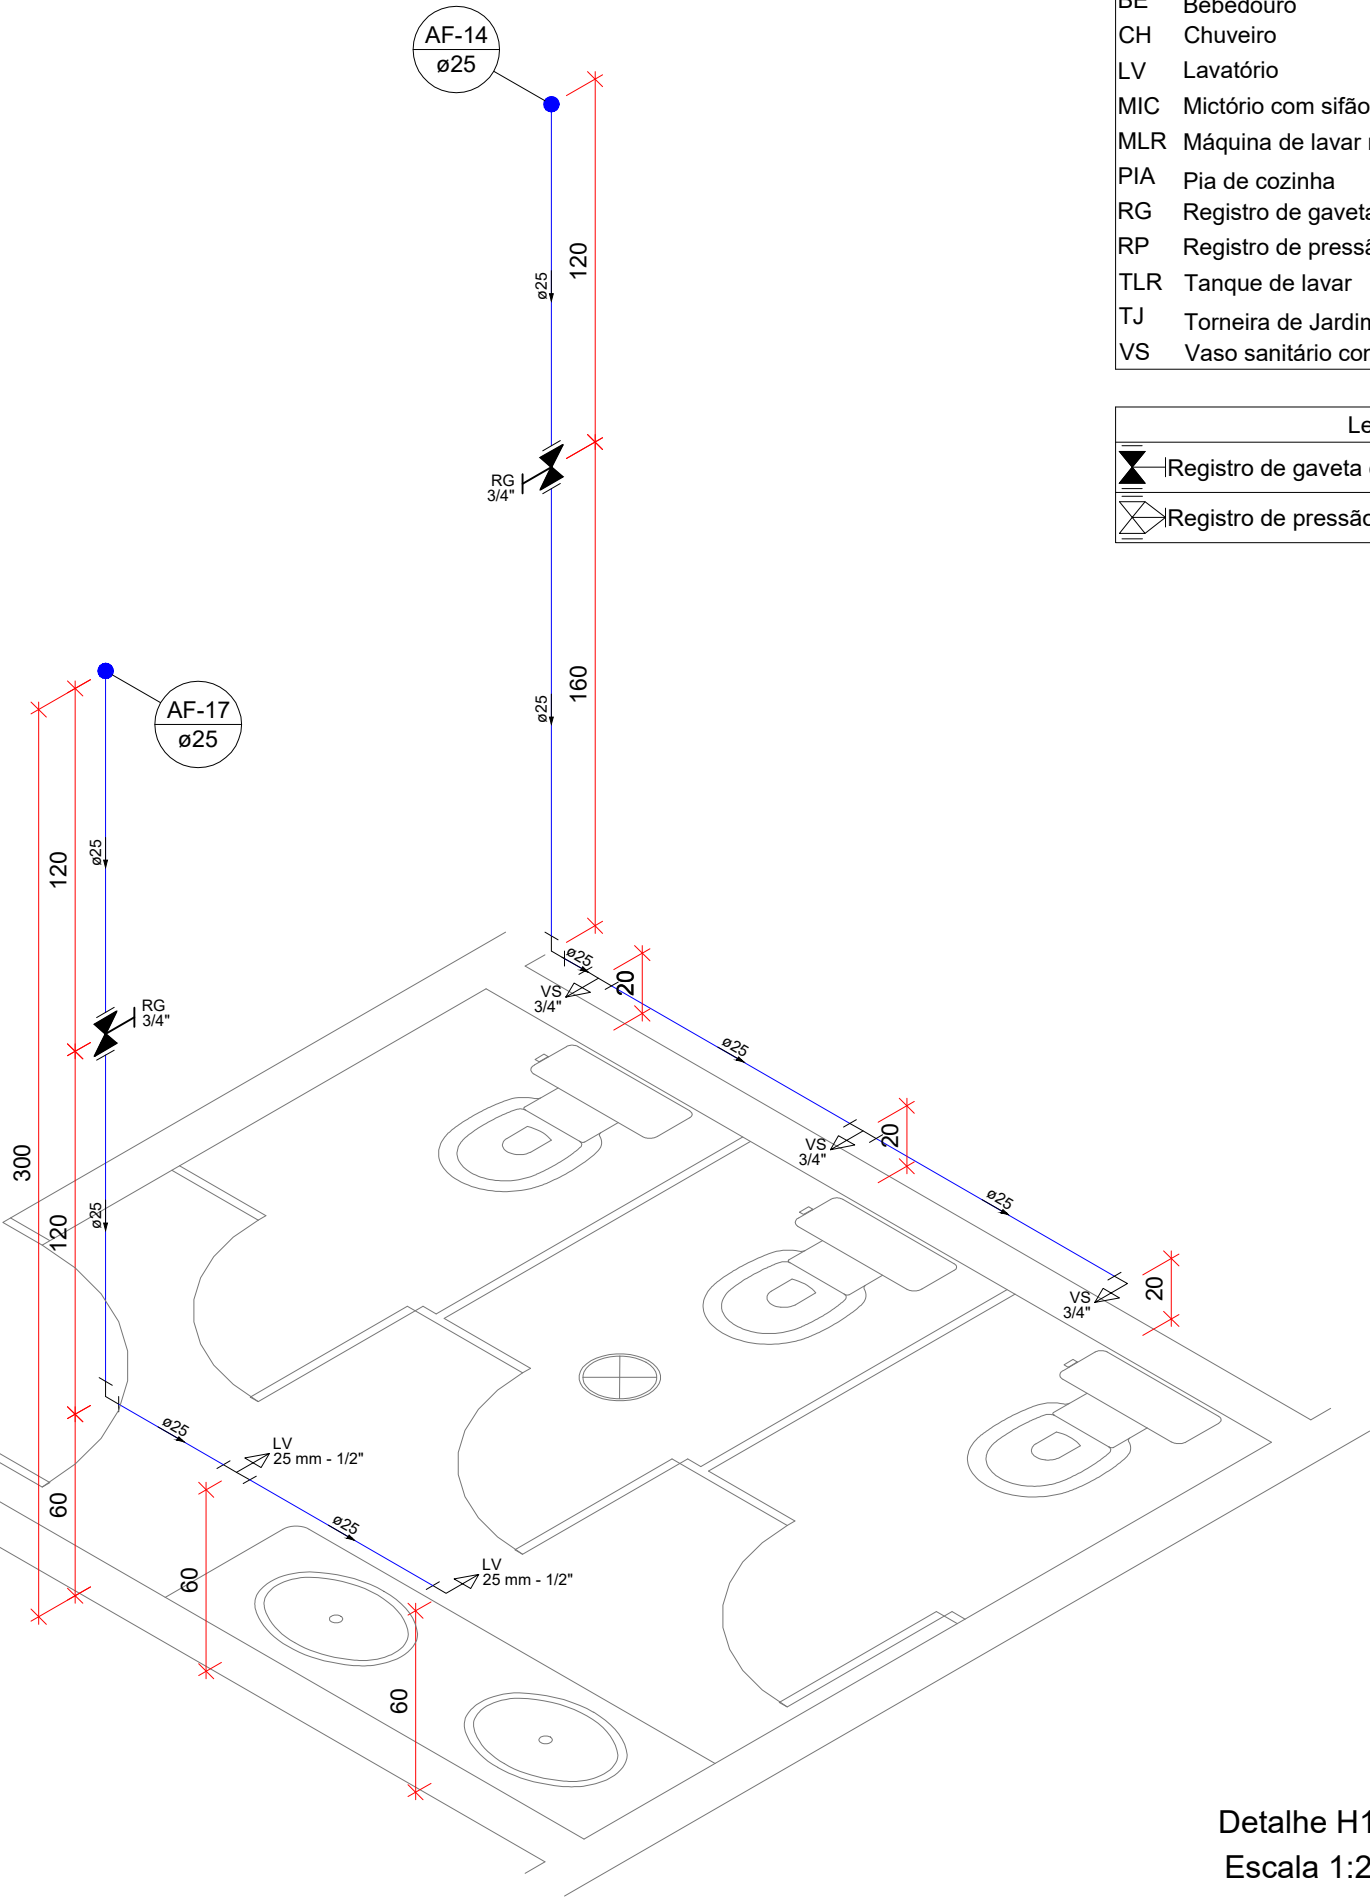 AF-14
ø25
BE Bebedouro
CH Chuveiro
LV Lavatório
MIC Mictório com sifão
MLR Máquina de lavar
PIA Pia de cozinha
RG Registro de gaveta
RP Registro de
TLR Tanque de lavar
TJ Torneira de
VS Vaso sanitário
Registro de gaveta
Registro de pressão
120
ø25
RG
3/4"
160
ø25
AF-17
ø25
120
ø25
RG
3/4"
300
120
ø25
60
ø25
VS
3/4"
20
ø25
VS
3/4"
20
ø25
VS
3/4"
20
ø25
LV
25 mm - 1/2"
ø25
LV
25 mm - 1/2"
60
60
Detalhe H1
Escala 1:2